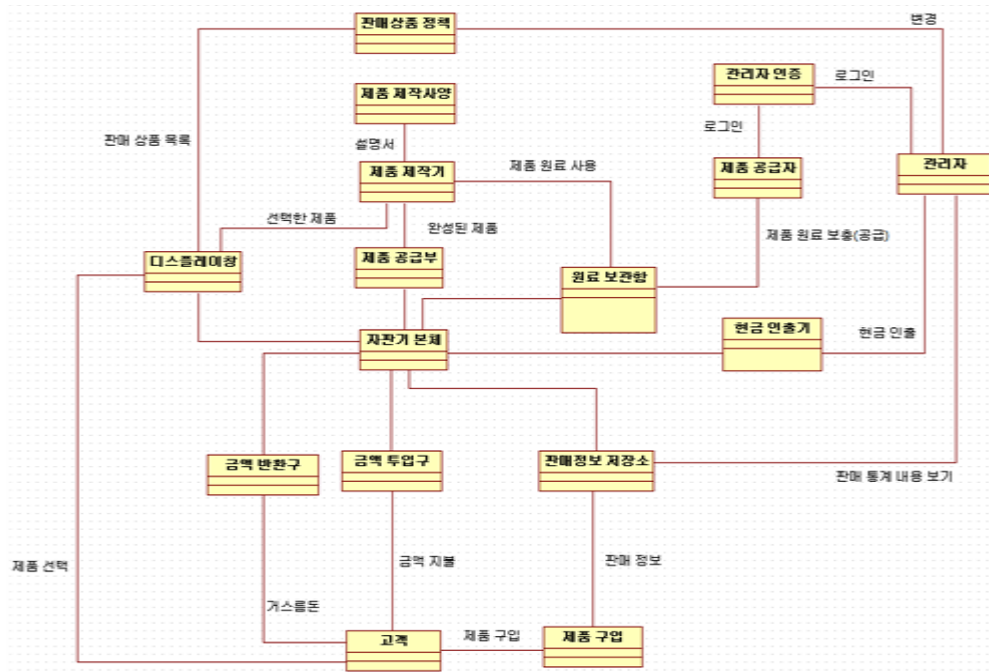 판매상품 정책
변경
제품 제작사양
관리자 인증
로그인
판매 상품 목록
설명서
로그인
제품 제작기
제품 원료 사용
제품 공급자
관리자
선택한 제품
완성된 제품
제품 원료 보충(공급)
디스플레이창
제품 공급부
원료 보관함
자판기 본체
현금 인출기
현금 인출
금액 반환구
금액 투입구
판매정보 저장소
판매 통계 내용 보기
제품 선택
금액 지불
판매 정보
거스름돈
고객
제품 구입
제품 구입